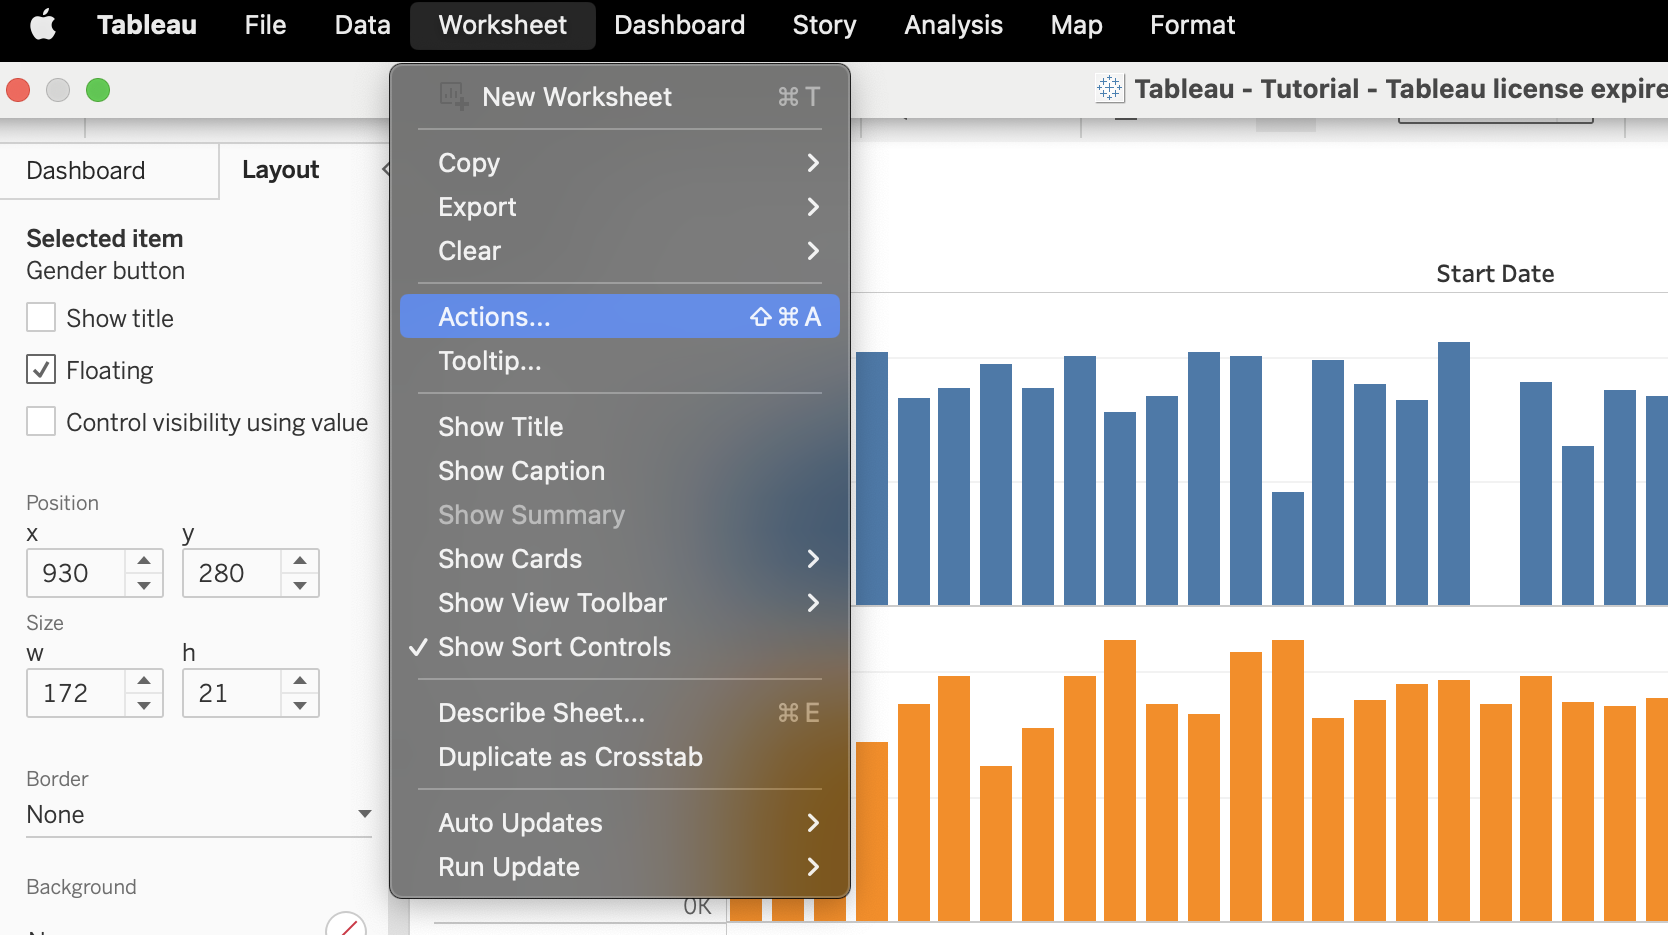 Tableau File Data Worksheet Dashboard Story Analysis Map Format
Tableau - Tutorial - Tableau license expire
Dashboard Layout
Selected item
Gender button
Show title
Floating
Control visibility using value
Position
x y
930 280
Size
w h
172 21
Border
None
Background
New Worksheet ⌘ T
Copy
Export
Clear
Actions... ⇧ ⌘ A
Tooltip...
Show Title
Show Caption
Show Summary
Show Cards
Show View Toolbar
✓ Show Sort Controls
Describe Sheet... ⌘ E
Duplicate as Crosstab
Auto Updates
Run Update
Start Date
0K